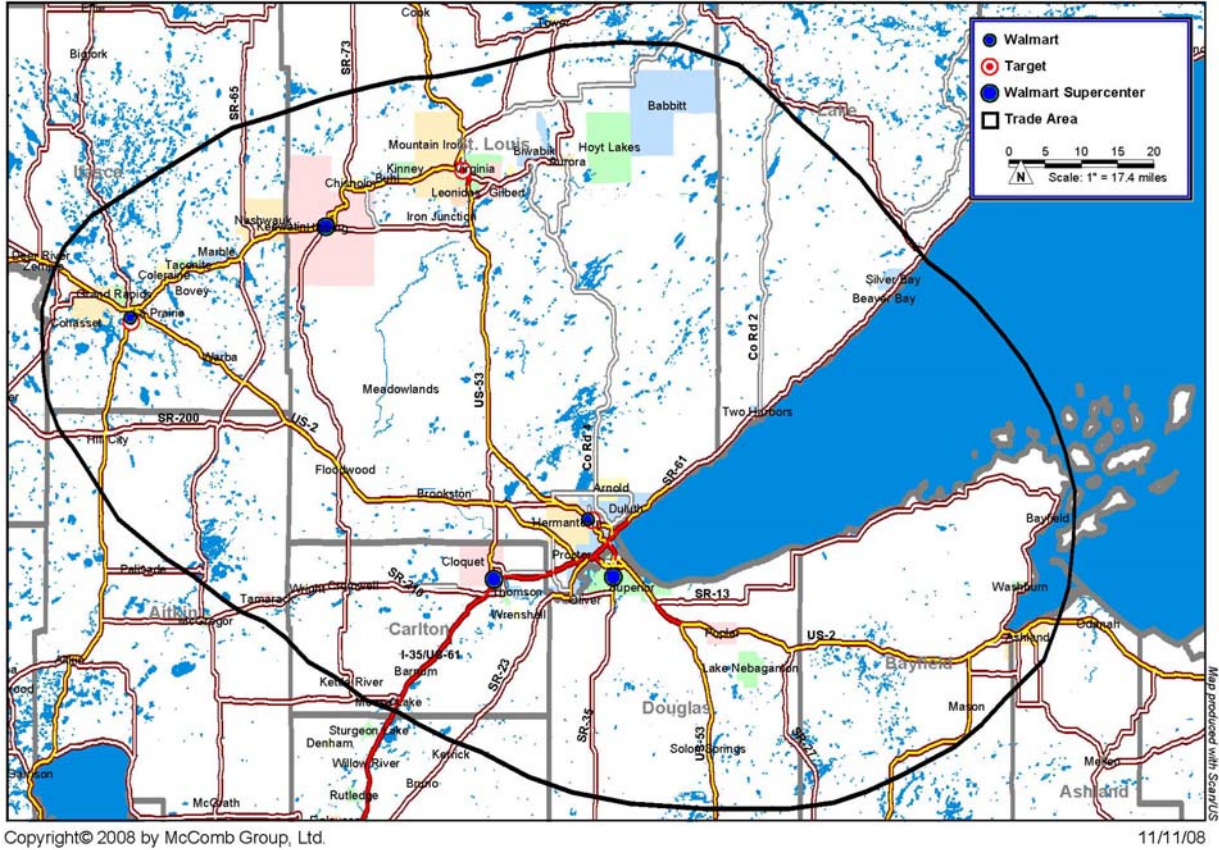 Cook
Tower
Bigfork
SR-73
Walmart
Target
Walmart Supercenter
Trade Area
0 5 10 15 20
N
Scale: 1" = 17.4 miles
SR-65
Babbitt
Lake
Mountain Iron
St. Louis
Biwabik
Hoyt Lakes
Aurora
Itasca
Kinney
Virginia
Chisholm
Buhl
Leonidas
Gilbert
Nashwauk
Iron Junction
Keewatin
Hibbing
Deer River
Zemple
Marble
Taconite
Coleraine
Bovey
Silver Bay
Beaver Bay
Grand Rapids
La Prairie
Cohasset
Co Rd 2
Warba
Meadowlands
US-53
Two Harbors
SR-200
US-2
Hill City
Co Rd 4
SR-61
Floodwood
Arnold
Brookston
Duluth
Hermantown
Bayfield
Proctor
Cloquet
Palisade
SR-210
Thomson
Superior
Washburn
Wright
Cromwell
Tamarack
Oliver
SR-13
Aitkin
McGregor
Wrenshall
Carlton
Poplar
US-2
Ashland
Odanah
I-35/US-61
Aitkin
Barnum
SR-23
Lake Nebagamon
Bayfield
Kettle River
Moose Lake
SR-35
Douglas
Mason
Sturgeon Lake
Denham
Kerrick
Solon Springs
US-53
SR-27
Willow River
Mellen
Garrison
Bruno
Rutledge
McGrath
Ashland
Map produced with Scan/US
Copyright© 2008 by McComb Group, Ltd.
11/11/08